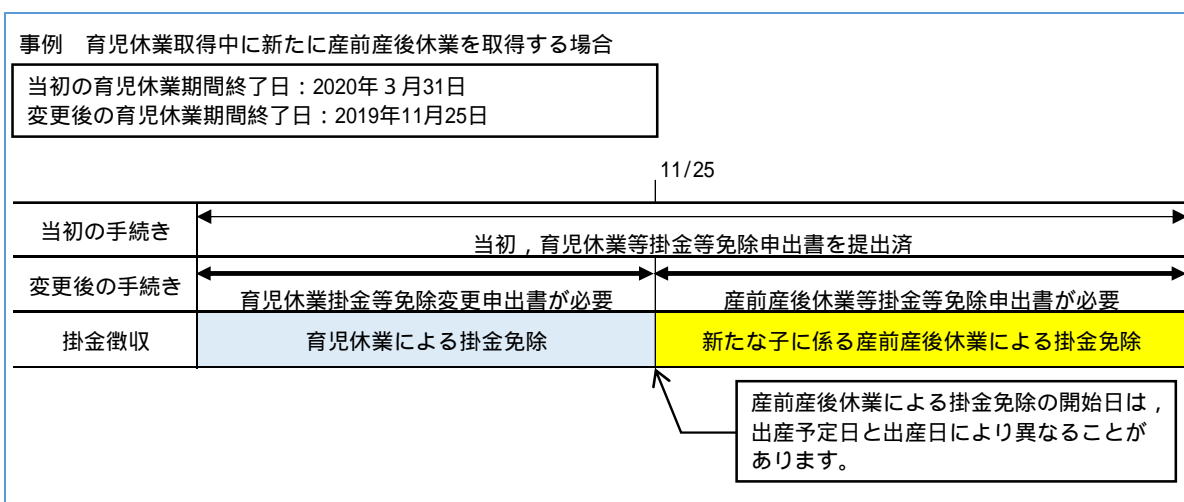 事例　育児休業取得中に新たに産前産後休業を取得する場合
当初の育児休業期間終了日：2020年３月31日
変更後の育児休業期間終了日：2019年11月25日
11/25
当初の手続き
当初，育児休業等掛金等免除申出書を提出済
変更後の手続き
育児休業掛金等免除変更申出書が必要
産前産後休業等掛金等免除申出書が必要
掛金徴収
育児休業による掛金免除
新たな子に係る産前産後休業による掛金免除
産前産後休業による掛金免除の開始日は，
出産予定日と出産日により異なることが
あります。